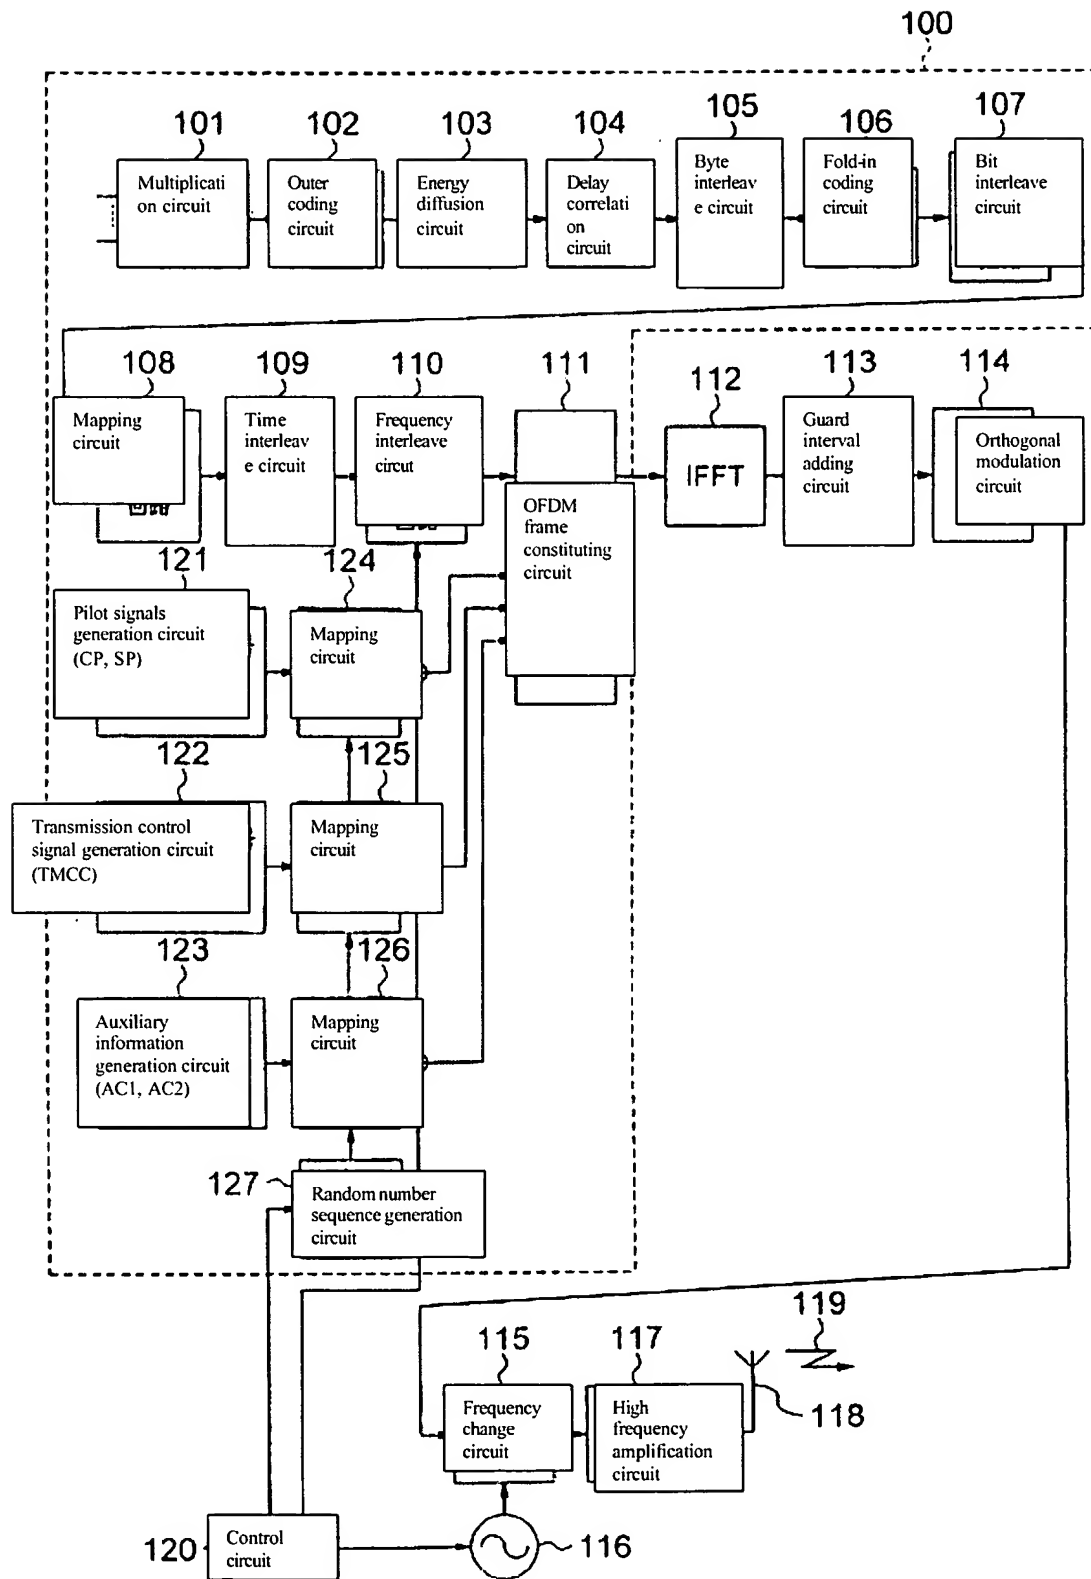 100
101
102
103
104
105
106
107
Multiplicati
on circuit
Outer
coding
circuit
Energy
diffusion
circuit
Delay
correlati
on
circuit
Byte
interleav
e circuit
Fold-in
coding
circuit
Bit
interleave
circuit
108
109
110
111
112
113
114
Mapping
circuit
Time
interleav
e circuit
Frequency
interleave
circut
OFDM
frame
constituting
circuit
IFFT
Guard
interval
adding
circuit
Orthogonal
modulation
circuit
121
124
Pilot signals
generation circuit
(CP, SP)
Mapping
circuit
122
125
Transmission control
signal generation circuit
(TMCC)
Mapping
circuit
123
126
Auxiliary
information
generation circuit
(AC1, AC2)
Mapping
circuit
127
Random number
sequence generation
circuit
115
117
119
118
Frequency
change
circuit
High
frequency
amplification
circuit
120
Control
circuit
116